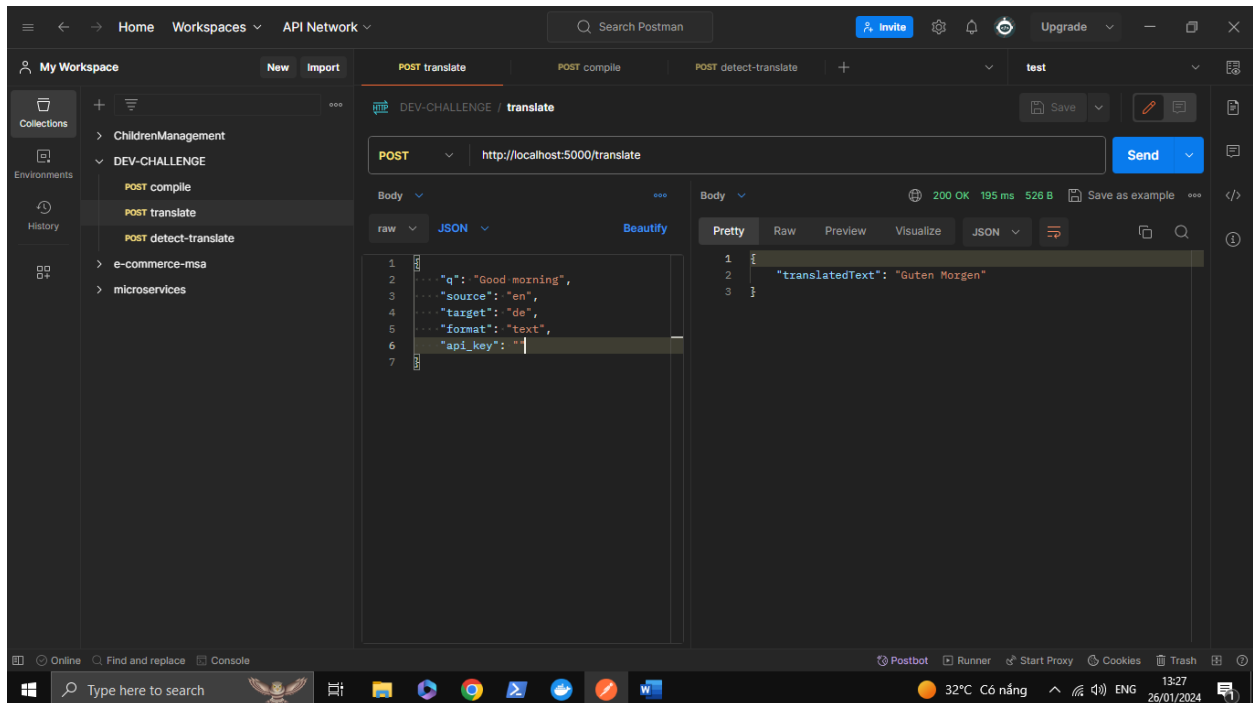 Home Workspaces API Network Search Postman Invite Upgrade
My Workspace New Import POST translate POST compile POST detect-translate test
Collections
Environments
History
ChildrenManagement
DEV-CHALLENGE
POST compile
POST translate
POST detect-translate
e-commerce-msa
microservices
HTTP DEV-CHALLENGE / translate Save
POST http://localhost:5000/translate Send
Body
raw JSON Beautify
1 {
2 "q": "Good morning",
3 "source": "en",
4 "target": "de",
5 "format": "text",
6 "api_key": ""
7 }
Body 200 OK 195 ms 526 B Save as example
Pretty Raw Preview Visualize JSON
1 {
2 "translatedText": "Guten Morgen"
3 }
Online Find and replace Console Postbot Runner Start Proxy Cookies Trash
Type here to search 32°C Có nắng ENG 13:27
26/01/2024